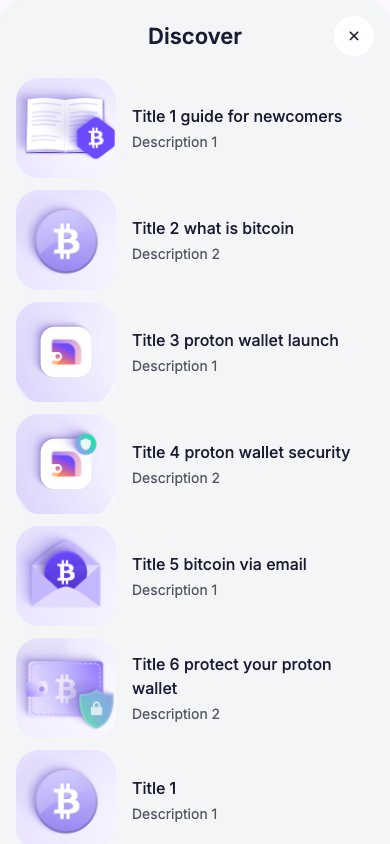 Discover
Title 1 guide for newcomers
Description 1
Title 2 what is bitcoin
Description 2
Title 3 proton wallet launch
Description 1
Title 4 proton wallet security
Description 2
Title 5 bitcoin via email
Description 1
Title 6 protect your proton
wallet
Description 2
Title 1
Description 1